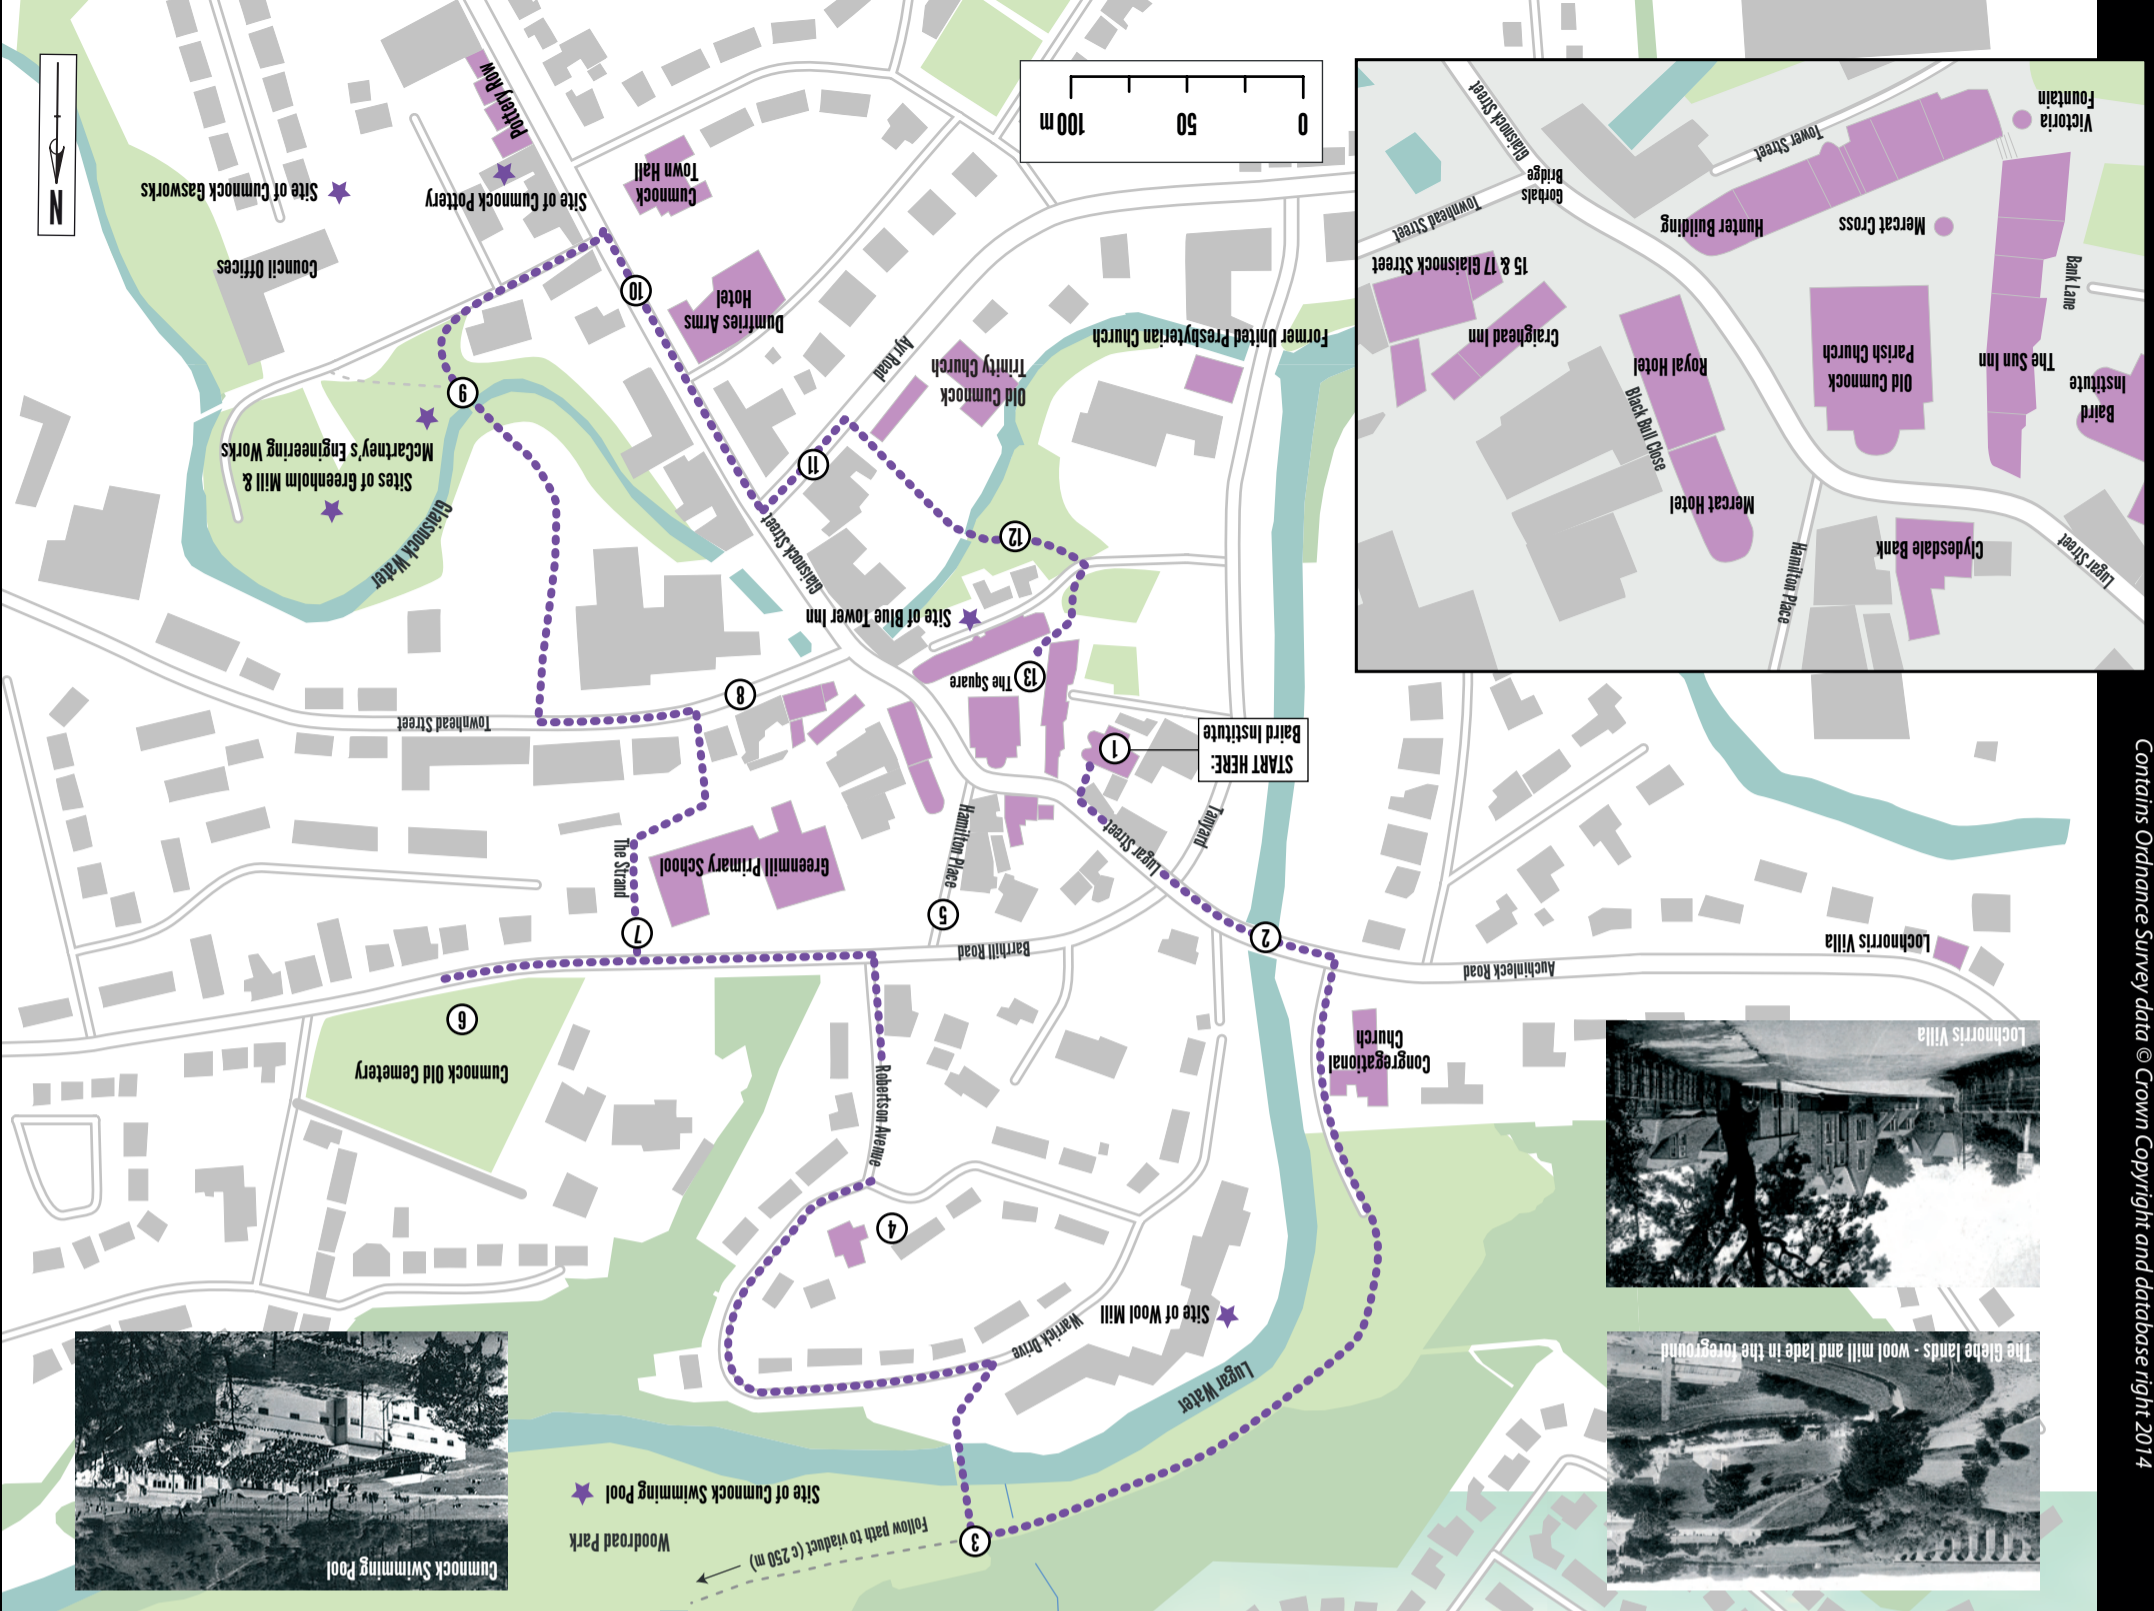 Cumnock Swimming Pool
Follow path to viaduct (c 250 m)
3
Woodroad Park
Site of Cumnock Swimming Pool
The Glebe lands - wool mill and lade in the foreground
Lugar Water
Warrick Drive
Site of Wool Mill
4
Lochnorris Villa
Robertson Avenue
Congregational
Church
Cumnock Old Cemetery
6
Auchinleck Road
Lochnorris Villa
Barrhill Road
2
7
5
The Strand
Greenmill Primary School
Hamilton Place
Lugar Street
Tanyard
START HERE:
Baird Institute
1
Townhead Street
8
The Square
13
Site of Blue Tower Inn
Glaisnock Street
Glaisnock Water
12
Sites of Greenholm Mill &
McCartney's Engineering Works
9
11
Old Cumnock
Trinity Church
Ayr Road
Former United Presbyterian Church
Dumfries Arms
Hotel
10
Council Offices
Site of Cumnock Gasworks
Site of Cumnock Pottery
Pottery Row
Cumnock
Town Hall
N
0
50
100 m
Lugar Street
Hamilton Place
Clydesdale Bank
Mercat Hotel
Black Bull Close
Royal Hotel
Old Cumnock
Parish Church
The Sun Inn
Baird
Institute
Bank Lane
Craighead Inn
15 & 17 Glaisnock Street
Hunter Building
Mercat Cross
Townhead Street
Gorbals
Bridge
Glaisnock Street
Tower Street
Victoria
Fountain
Contains Ordnance Survey data © Crown Copyright and database right 2014